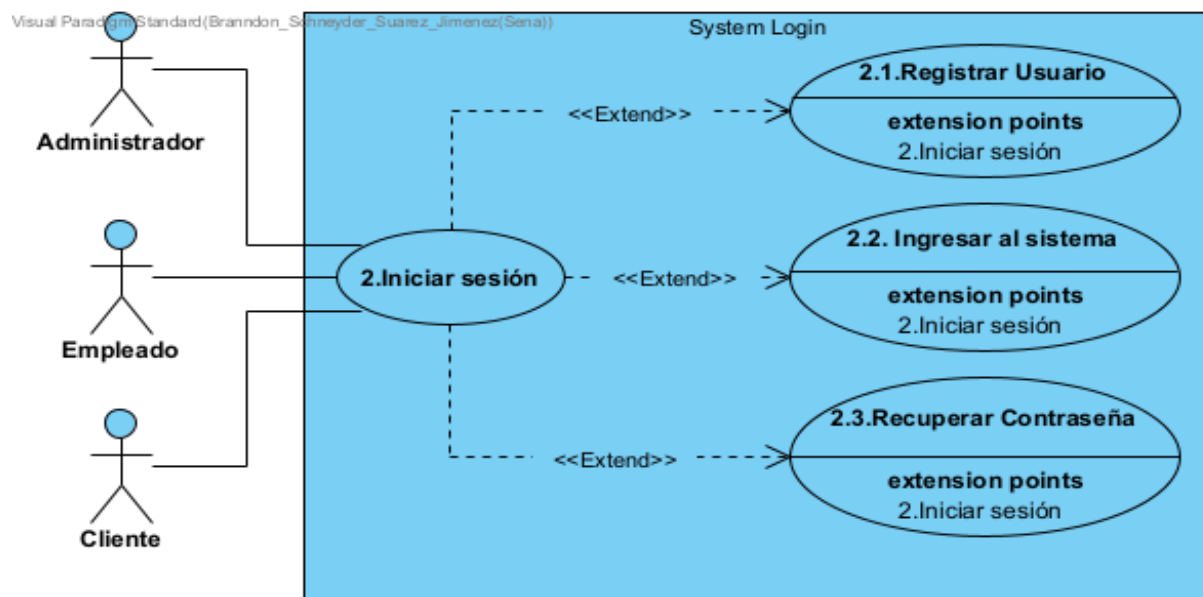 Visual Paradigm Standard(Branndon_Schneyder_Suarez_Jimenez(Sena))
System Login
Administrador
Empleado
Cliente
2.Iniciar sesión
<<Extend>>
<<Extend>>
<<Extend>>
2.1.Registrar Usuario
extension points
2.Iniciar sesión
2.2. Ingresar al sistema
extension points
2.Iniciar sesión
2.3.Recuperar Contraseña
extension points
2.Iniciar sesión